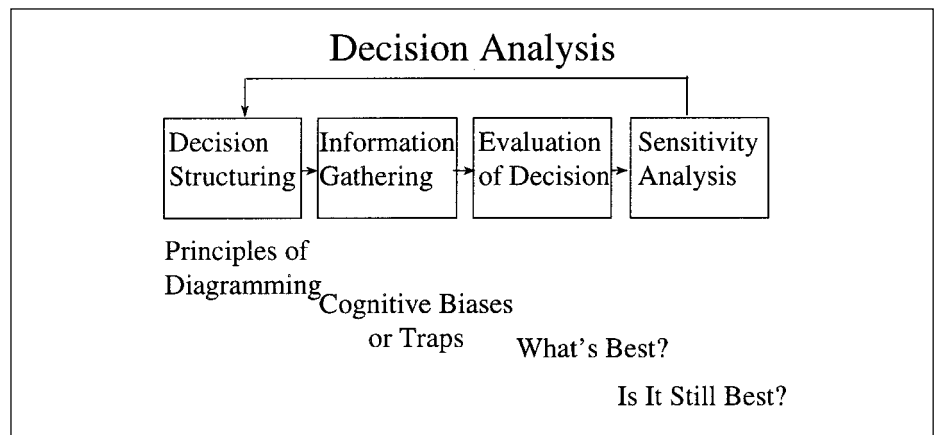 Decision Analysis
Decision
Structuring
Information
Gathering
Evaluation
of Decision
Sensitivity
Analysis
Principles of
Diagramming
Cognitive Biases
or Traps
What's Best?
Is It Still Best?